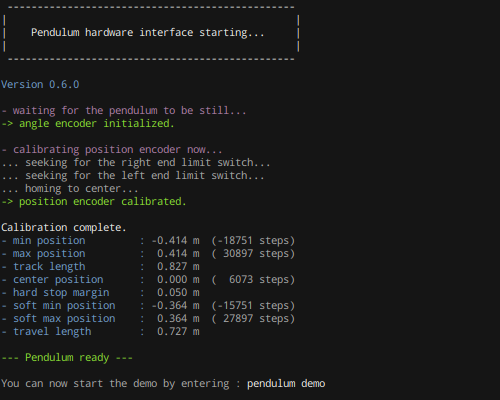 ------------------------------------------------
|                                                |
|    Pendulum hardware interface starting...     |
|                                                |
------------------------------------------------
Version 0.6.0
- waiting for the pendulum to be still...
-> angle encoder initialized.
- calibrating position encoder now...
... seeking for the right end limit switch...
... seeking for the left end limit switch...
... homing to center...
-> position encoder calibrated.
Calibration complete.
- min position         : -0.414 m  (-18751 steps)
- max position         :  0.414 m  ( 30897 steps)
- track length         :  0.827 m
- center position      :  0.000 m  (  6073 steps)
- hard stop margin     :  0.050 m
- soft min position    : -0.364 m  (-15751 steps)
- soft max position    :  0.364 m  ( 27897 steps)
- travel length        :  0.727 m
--- Pendulum ready ---
You can now start the demo by entering : pendulum demo